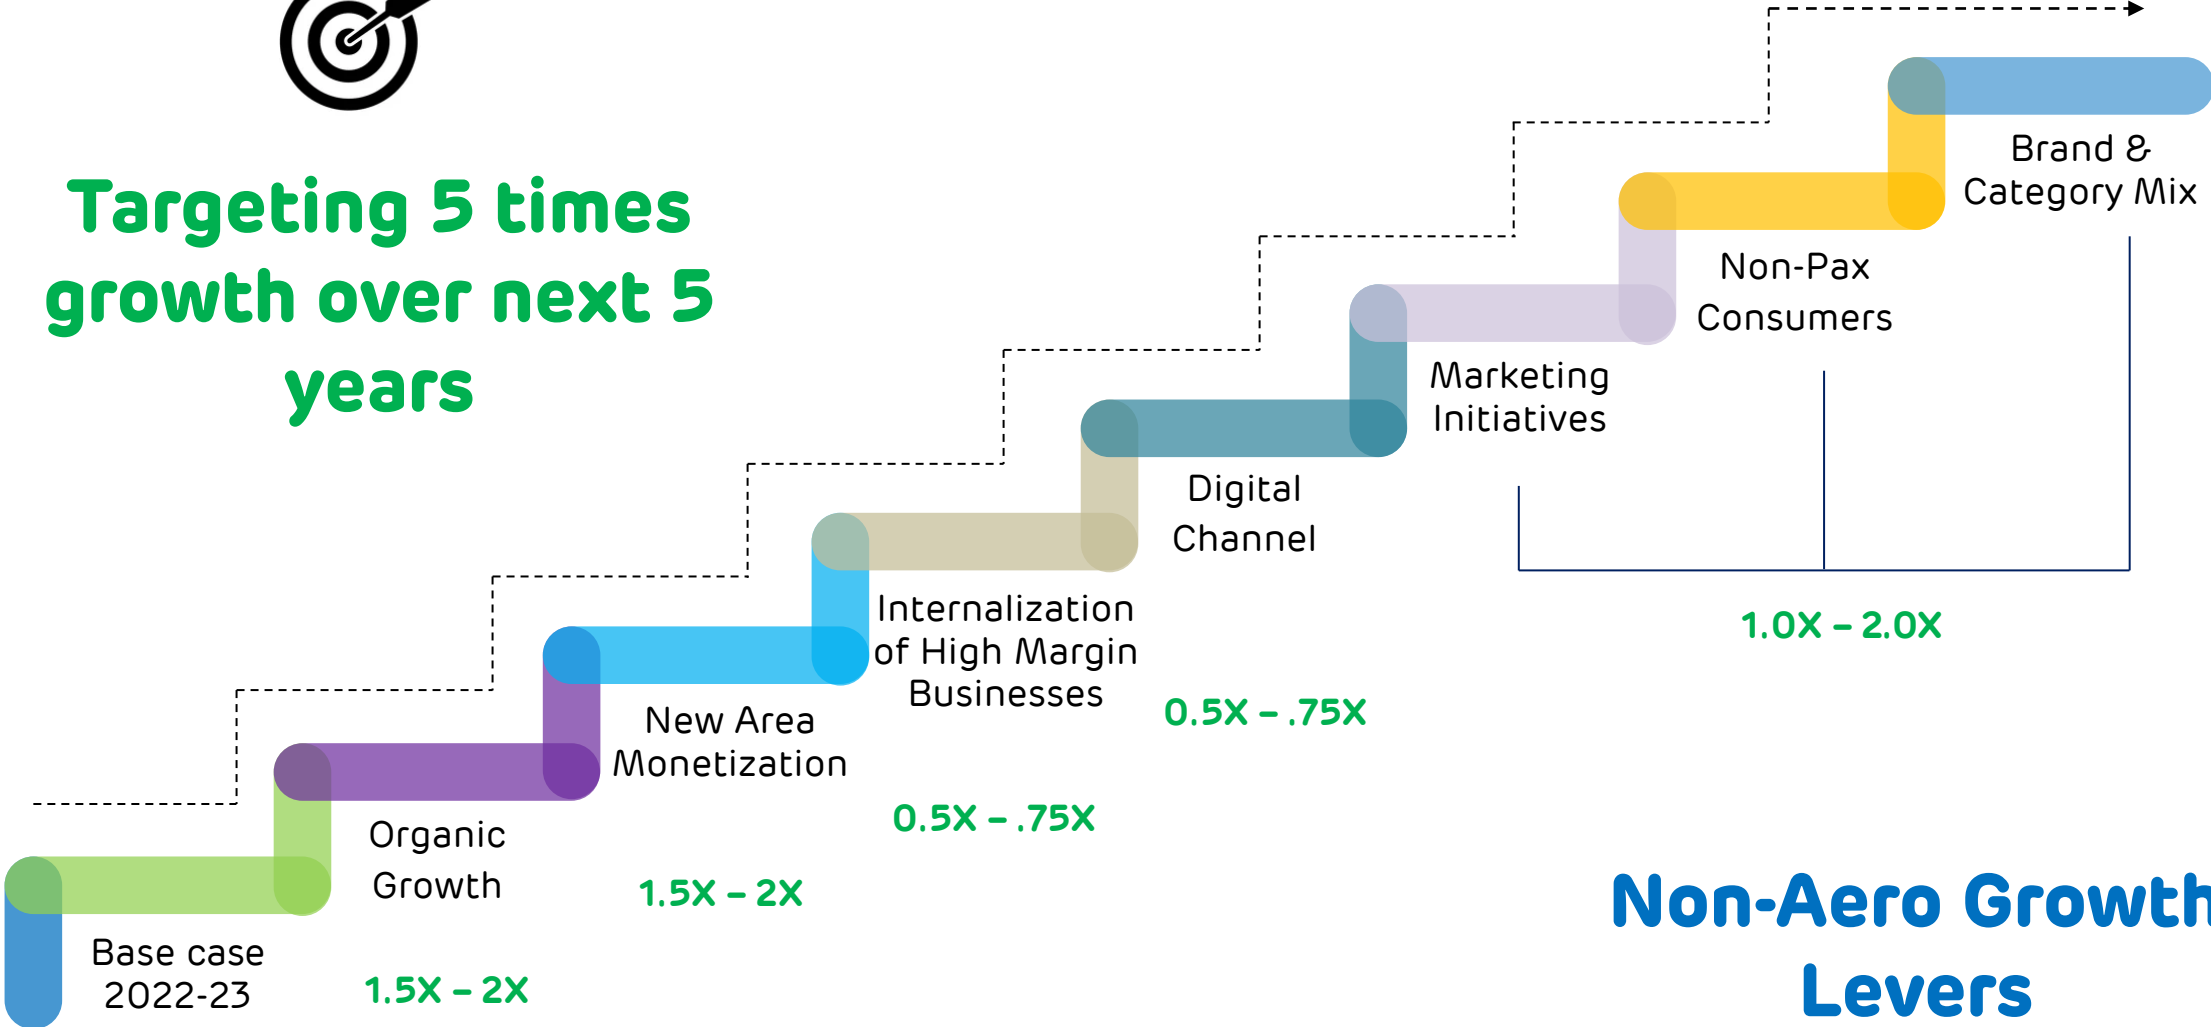 Targeting 5 times
growth over next 5
years
Brand &
Category Mix
Non-Pax
Consumers
Marketing
Initiatives
Digital
Channel
Internalization
of High Margin
Businesses
New Area
Monetization
Organic
Growth
Base case
2022-23
1.5X – 2X
1.5X – 2X
0.5X – .75X
0.5X – .75X
1.0X – 2.0X
Non-Aero Growth
Levers